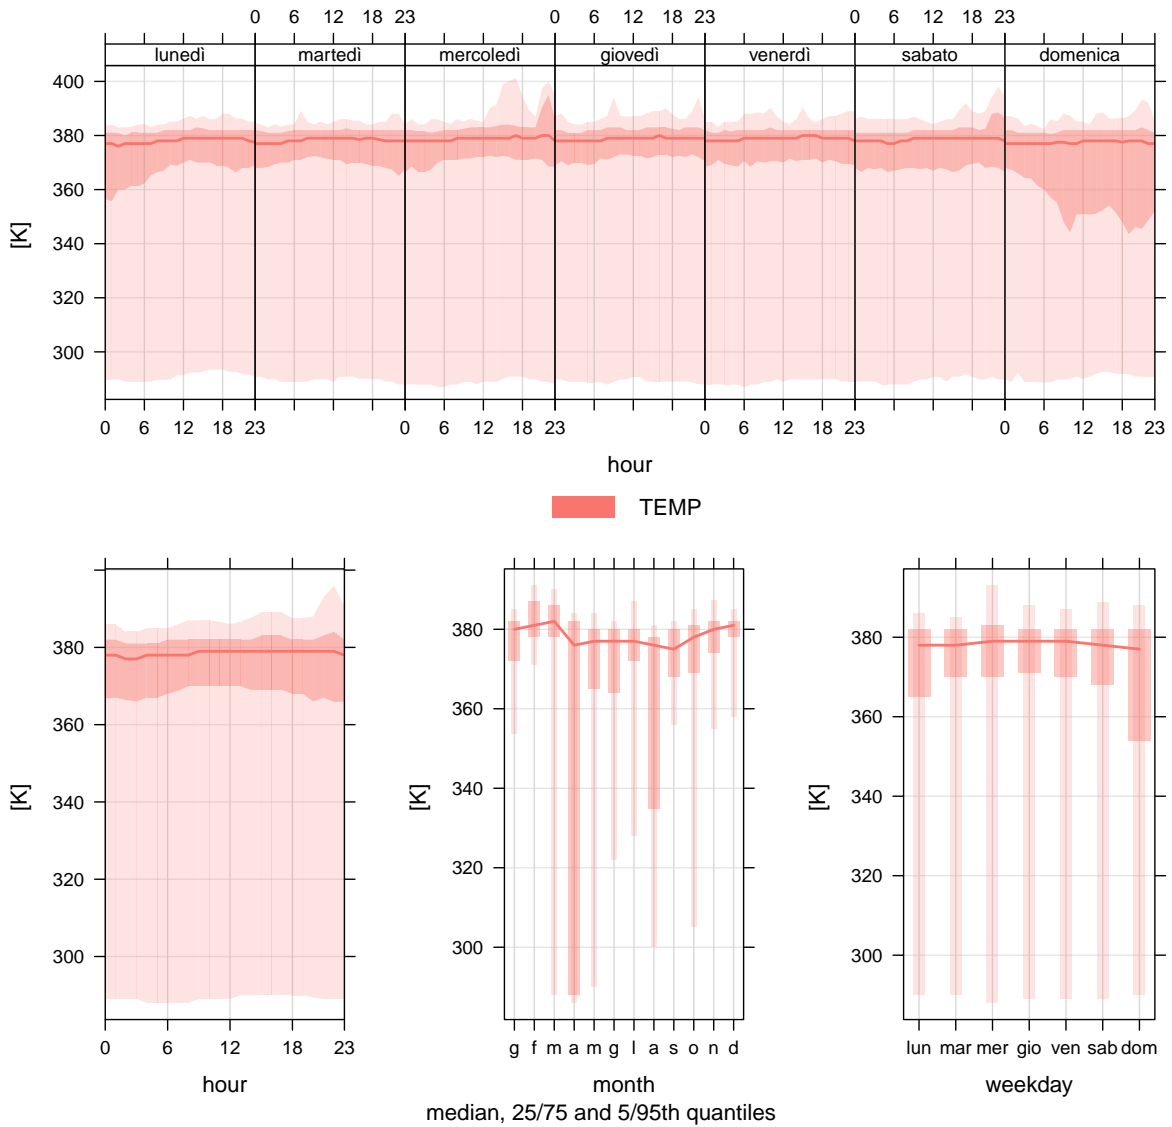 0 6 12 18 23 0 6 12 18 23 0 6 12 18 23
lunedì martedì mercoledì giovedì venerdì sabato domenica
400
380
360
340
320
300
[K]
0 6 12 18 23 0 6 12 18 23 0 6 12 18 23 0 6 12 18 23
hour
TEMP
380
360
340
320
300
[K]
0 6 12 18 23
hour
380
360
340
320
300
[K]
g f m a m g l a s o n d
month
380
360
340
320
300
[K]
lun mar mer gio ven sab dom
weekday
median, 25/75 and 5/95th quantiles